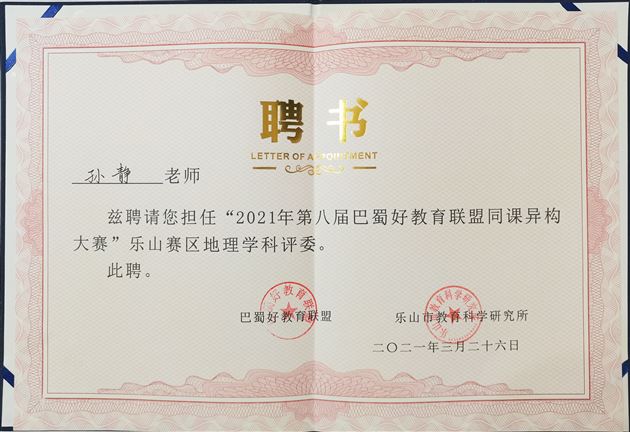 聘书
LETTER OF APPOINTMENT
孙静 老师
兹聘请您担任“2021年第八届巴蜀好教育联盟同课异构
大赛”乐山赛区地理学科评委。
此聘。
巴蜀好教育联盟 乐山市教育科学研究所
二〇二一年三月二十六日